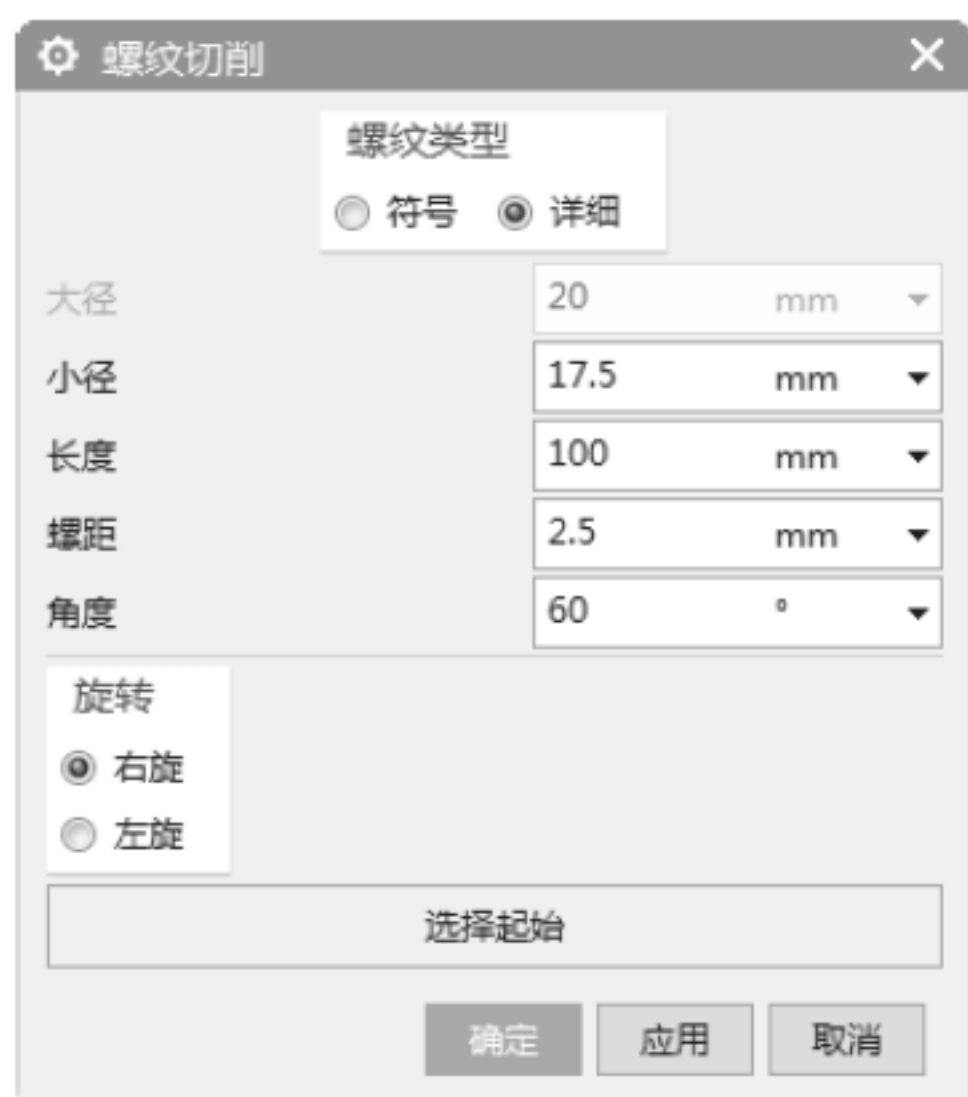 螺纹切削
螺纹类型
符号 详细
大径 20 mm
小径 17.5 mm
长度 100 mm
螺距 2.5 mm
角度 60 °
旋转
右旋
左旋
选择起始
确定 应用 取消